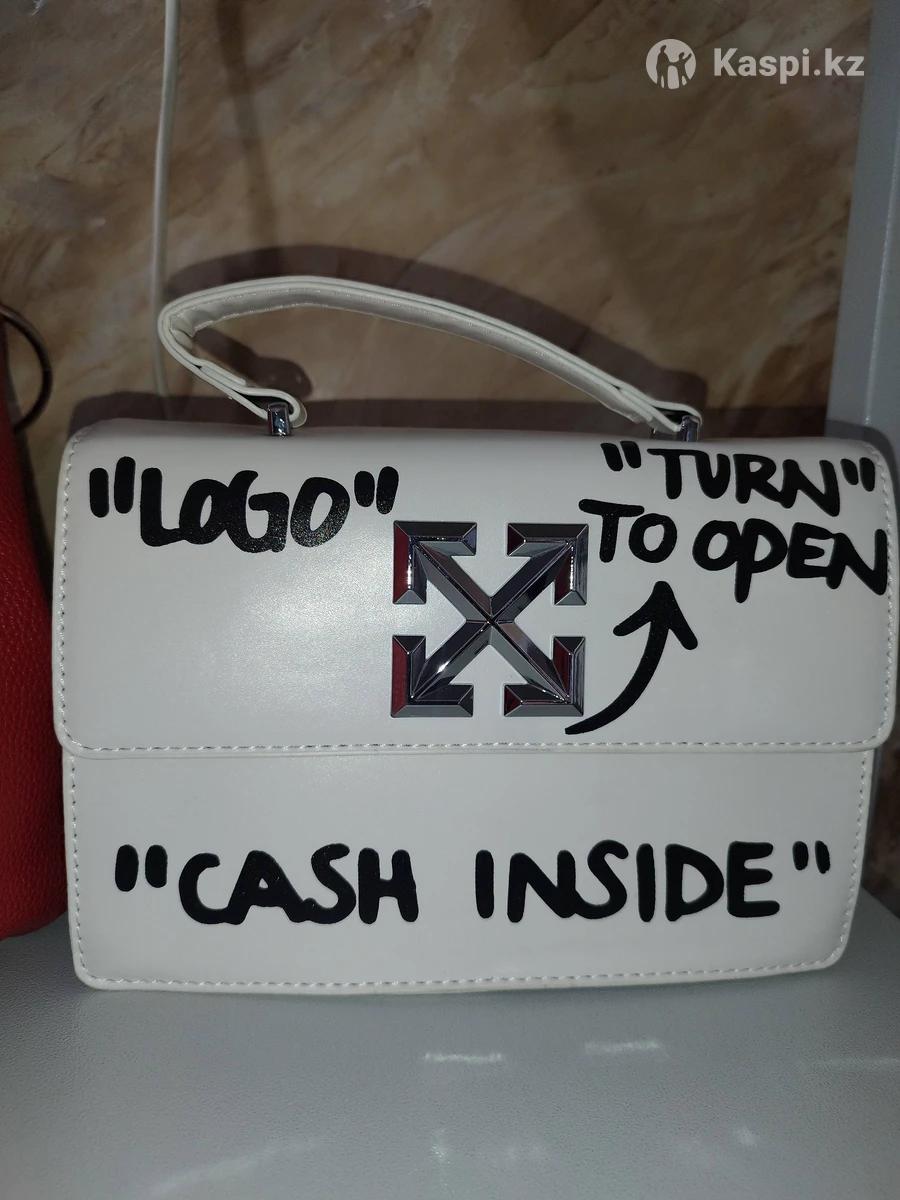 Kaspi.kz
"LOGO"
"TURN"
TO OPEN
"CASH INSIDE"